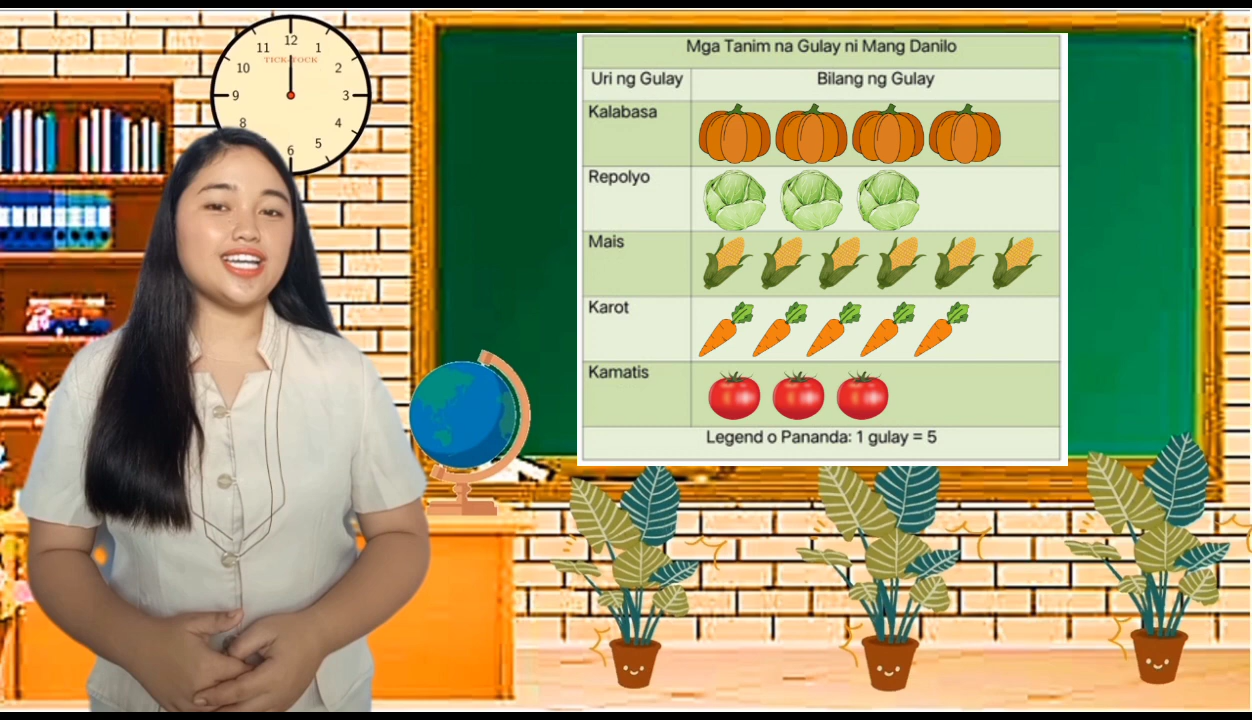 12
11
1
TICK-TOCK
10
2
9
3
8
4
5
6
Mga Tanim na Gulay ni Mang Danilo
Uri ng Gulay Bilang ng Gulay
Kalabasa
Repolyo
Mais
Karot
Kamatis
Legend o Pananda: 1 gulay = 5